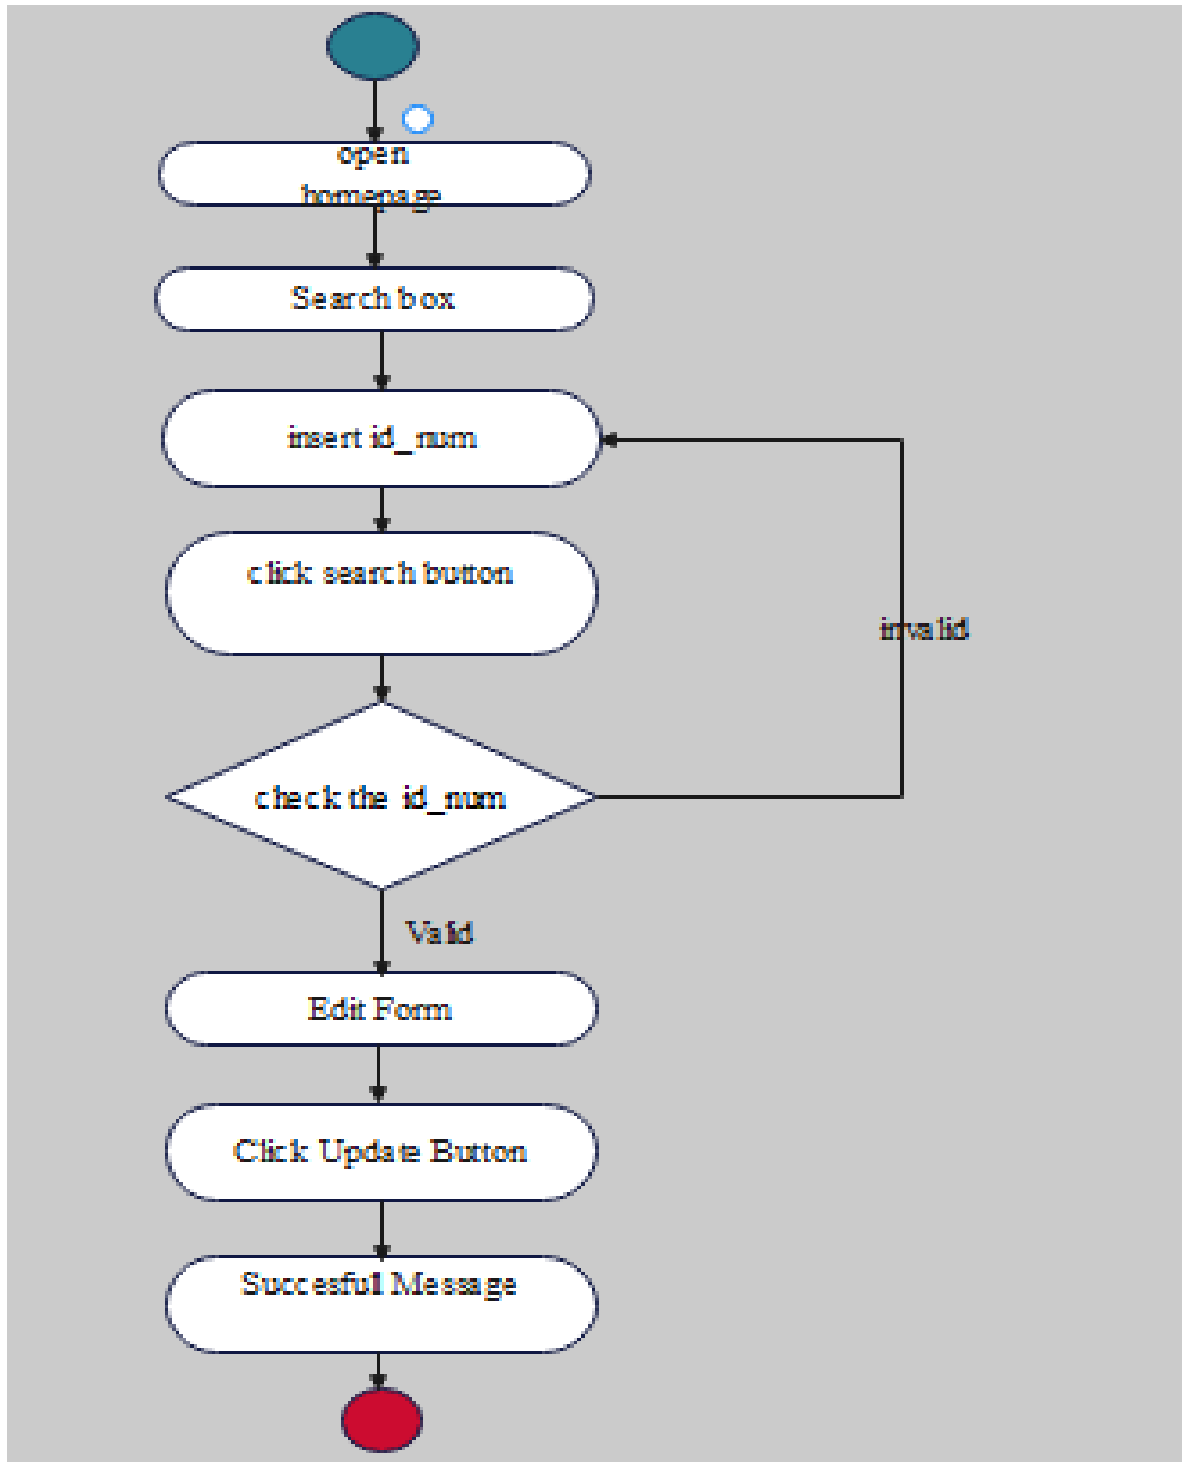 open
homepage
Search box
insert id_num
click search button
invalid
check the id_num
Valid
Edit Form
Click Update Button
Succesfull Message